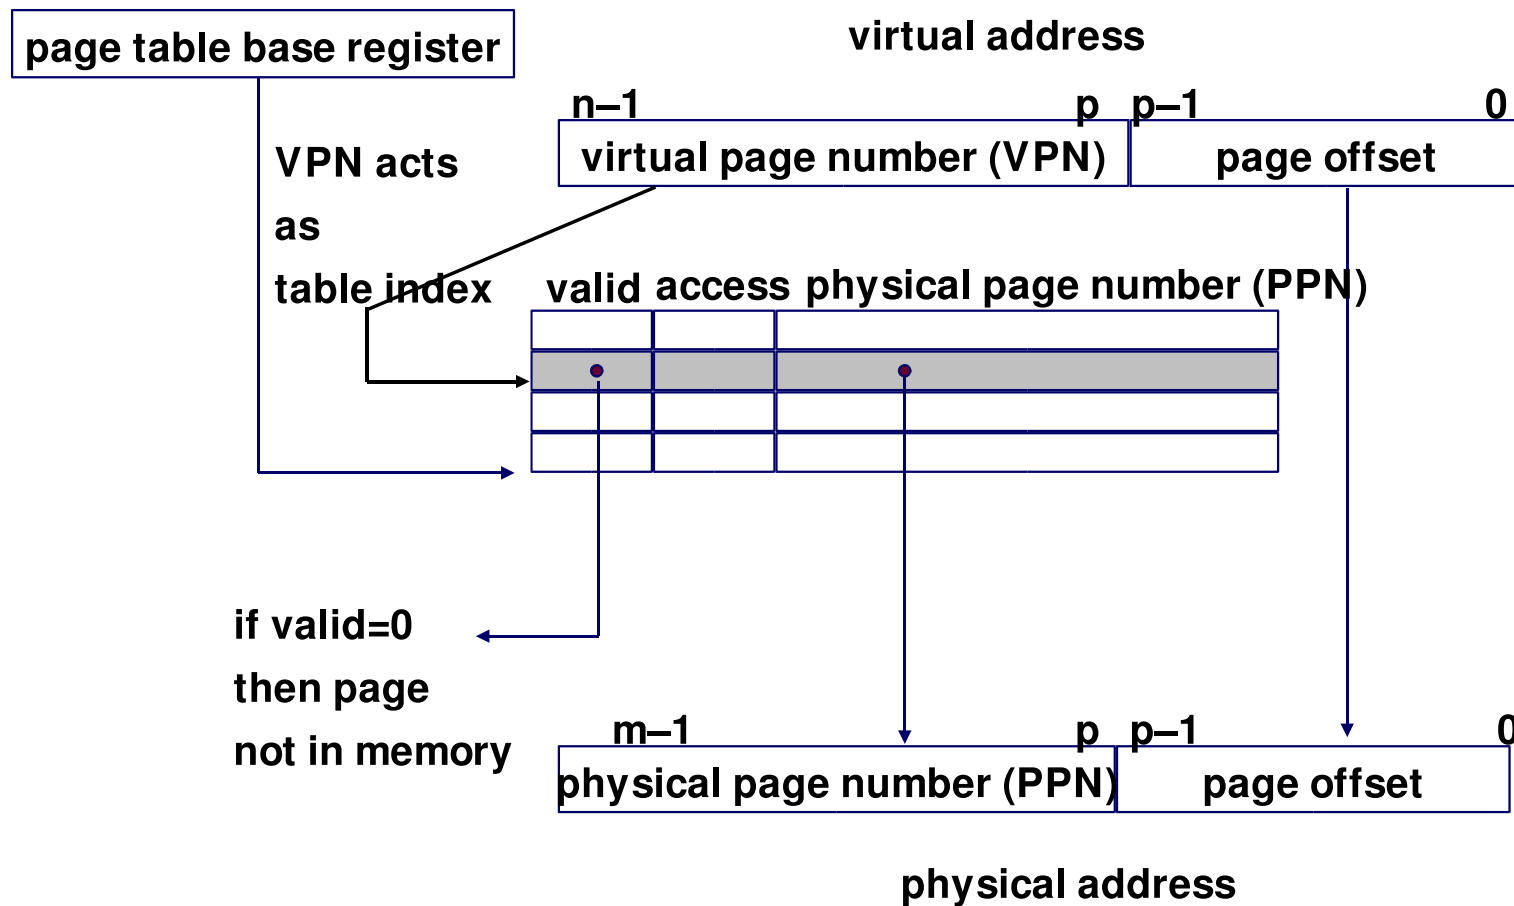 page table base register
virtual address
n–1
p
p–1
0
virtual page number (VPN)
page offset
VPN acts
as
table index
valid
access
physical page number (PPN)
if valid=0
then page
not in memory
m–1
p
p–1
0
physical page number (PPN)
page offset
physical address